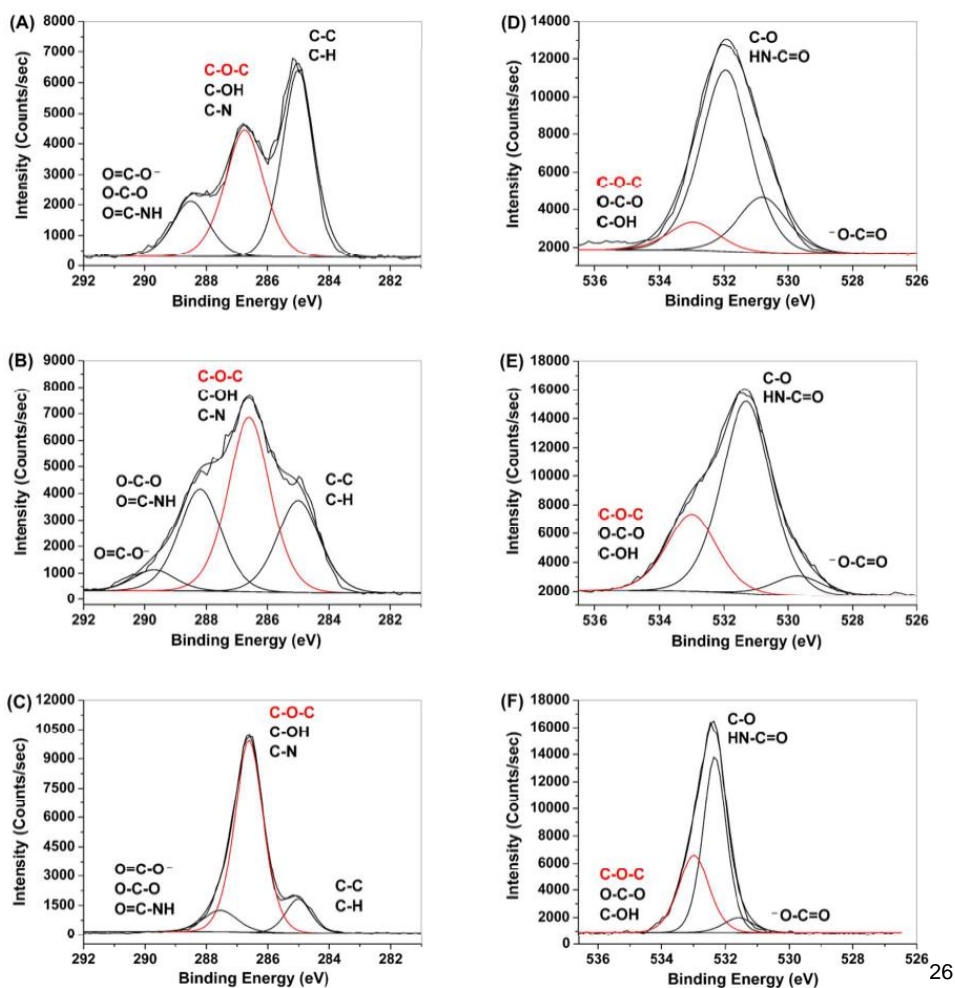 (A)
8000
7000
6000
5000
4000
3000
2000
1000
0
Intensity (Counts/sec)
C-C
C-H
C-O-C
C-OH
C-N
O=C-O⁻
O-C-O
O=C-NH
292 290 288 286 284 282
Binding Energy (eV)
(D)
14000
12000
10000
8000
6000
4000
2000
Intensity (Counts/sec)
C-O
HN-C=O
C-O-C
O-C-O
C-OH
⁻O-C=O
536 534 532 530 528 526
Binding Energy (eV)
(B)
9000
8000
7000
6000
5000
4000
3000
2000
1000
0
Intensity (Counts/sec)
C-O-C
C-OH
C-N
O-C-O
O=C-NH
C-C
C-H
O=C-O⁻
292 290 288 286 284 282
Binding Energy (eV)
(E)
18000
16000
14000
12000
10000
8000
6000
4000
2000
Intensity (Counts/sec)
C-O
HN-C=O
C-O-C
O-C-O
C-OH
⁻O-C=O
536 534 532 530 528 526
Binding Energy (eV)
(C)
12000
10500
9000
7500
6000
4500
3000
1500
0
Intensity (Counts/sec)
C-O-C
C-OH
C-N
O=C-O⁻
O-C-O
O=C-NH
C-C
C-H
292 290 288 286 284 282
Binding Energy (eV)
(F)
18000
16000
14000
12000
10000
8000
6000
4000
2000
0
Intensity (Counts/sec)
C-O
HN-C=O
C-O-C
O-C-O
C-OH
⁻O-C=O
536 534 532 530 528 526
Binding Energy (eV)
26